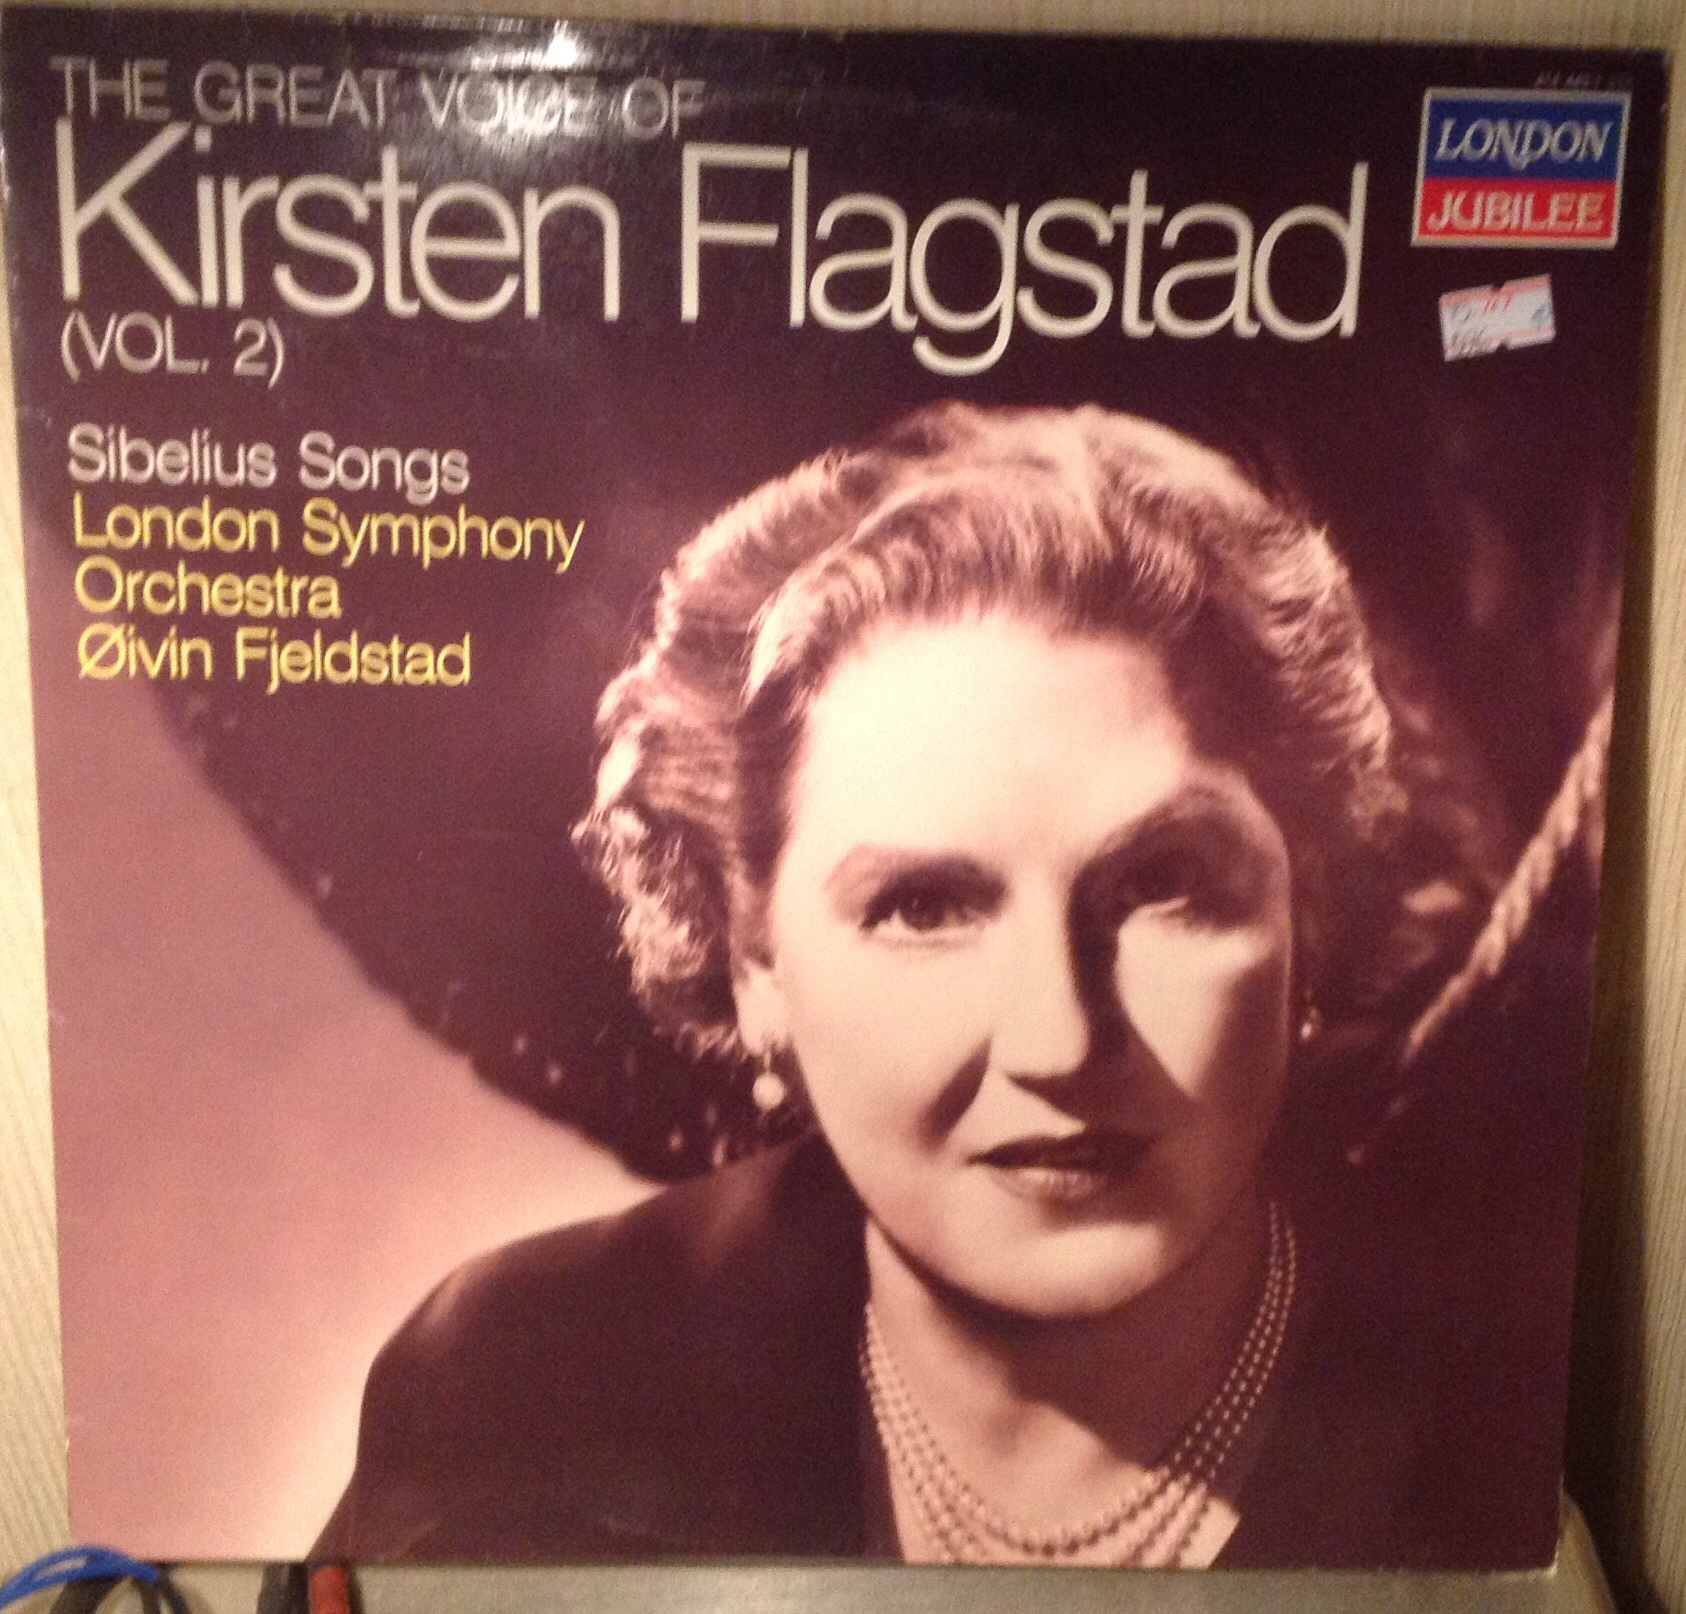 THE GREAT VOICE OF
Kirsten Flagstad
(VOL. 2)
LONDON
JUBILEE
Sibelius Songs
London Symphony
Orchestra
Øivin Fjeldstad